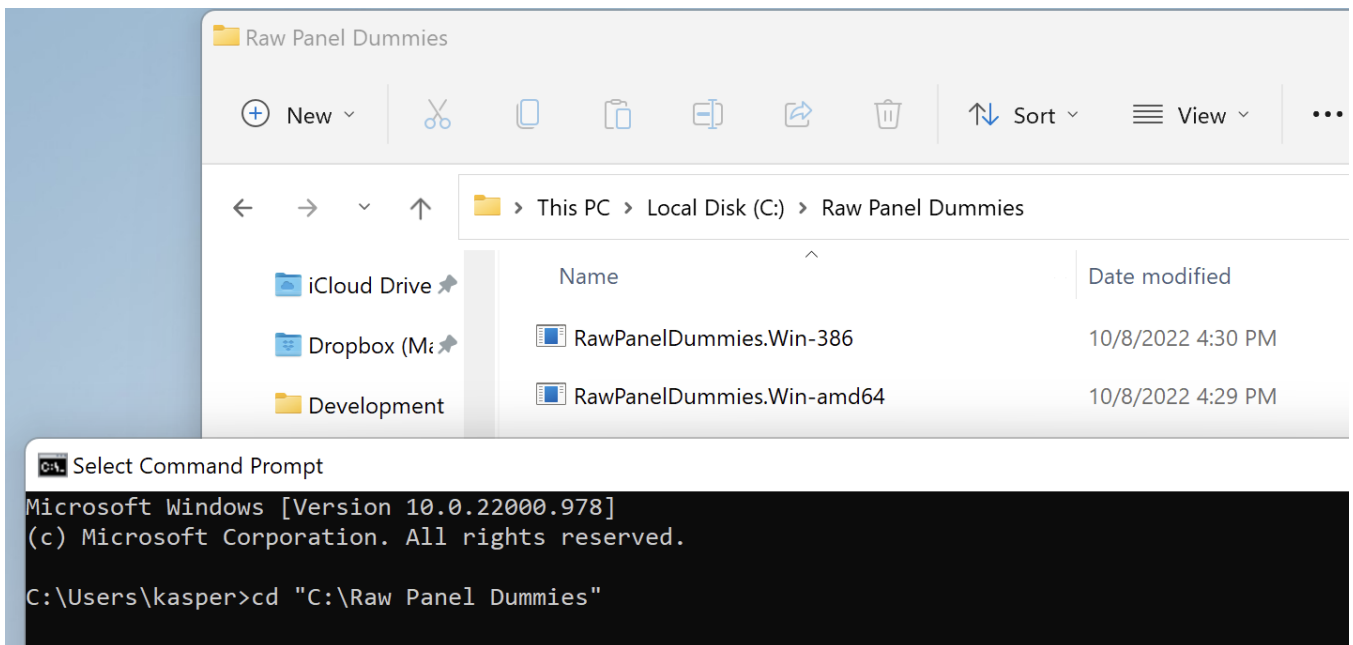 Raw Panel Dummies
New
Sort
View
This PC > Local Disk (C:) > Raw Panel Dummies
Name
Date modified
iCloud Drive
RawPanelDummies.Win-386
10/8/2022 4:30 PM
Dropbox (Ma
RawPanelDummies.Win-amd64
10/8/2022 4:29 PM
Development
C:\. Select Command Prompt
Microsoft Windows [Version 10.0.22000.978]
(c) Microsoft Corporation. All rights reserved.
C:\Users\kasper>cd "C:\Raw Panel Dummies"